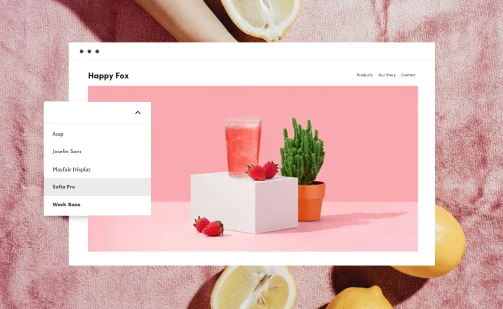 Happy Fox
Products Our Story Contact
Asap
Josefin Sans
Playfair Display
Sofia Pro
Work Sans